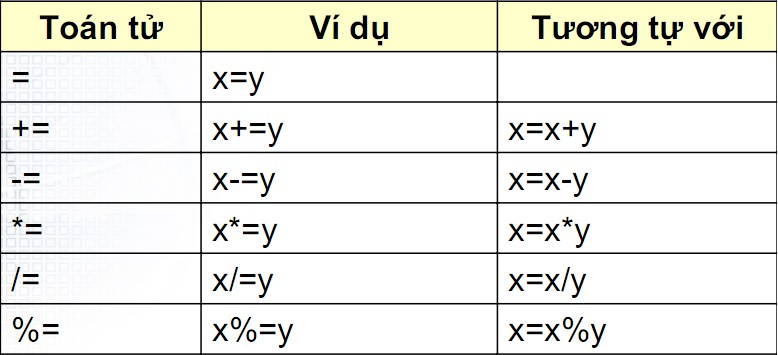 Toán tử Ví dụ Tương tự với
= x=y
+= x+=y x=x+y
-= x-=y x=x-y
*= x*=y x=x*y
/= x/=y x=x/y
%= x%=y x=x%y